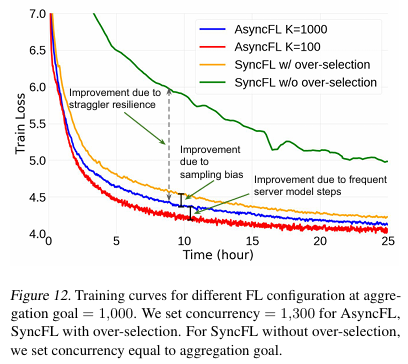 7.0
6.5
6.0
5.5
5.0
4.5
4.0
Train Loss
AsyncFL K=1000
AsyncFL K=100
SyncFL w/ over-selection
SyncFL w/o over-selection
Improvement due to
straggler resilience
Improvement
due to
sampling bias
Improvement due to frequent
server model steps
0 5 10 15 20 25
Time (hour)
Figure 12. Training curves for different FL configuration at aggre-
gation goal = 1,000. We set concurrency = 1,300 for AsyncFL,
SyncFL with over-selection. For SyncFL without over-selection,
we set concurrency equal to aggregation goal.